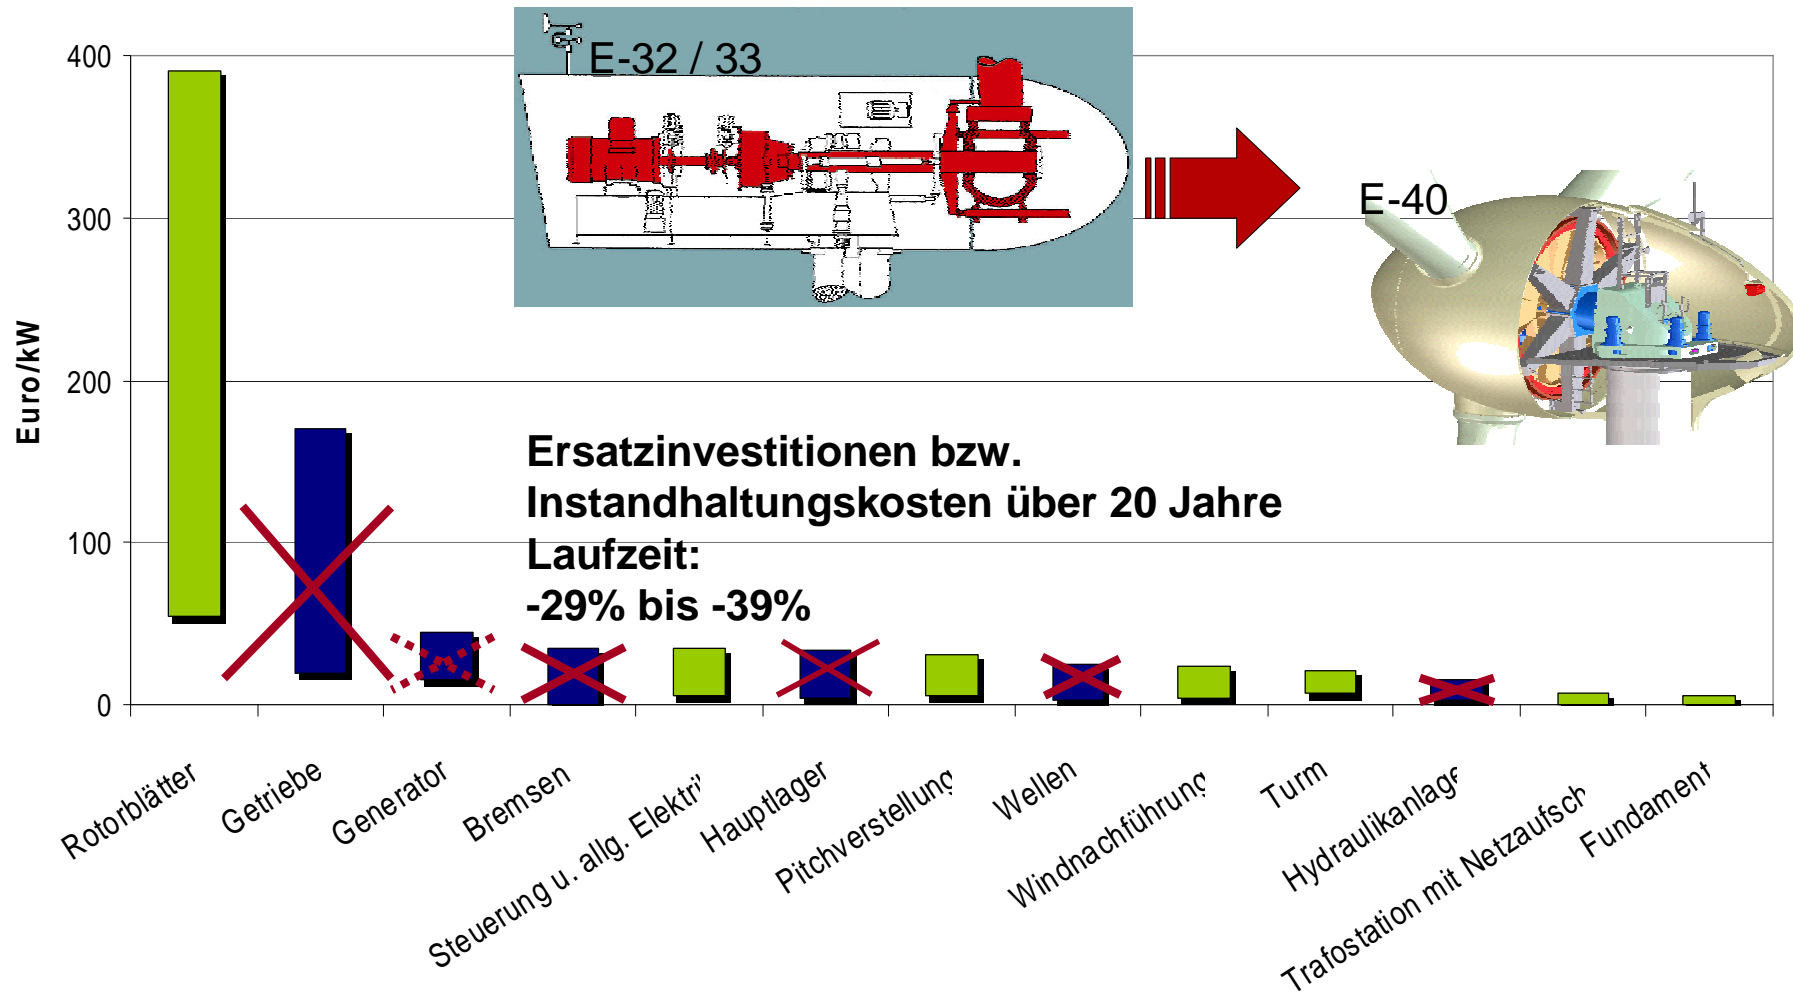 E-32 / 33
E-40
Euro/kW
400
300
200
100
0
Ersatzinvestitionen bzw.
Instandhaltungskosten über 20 Jahre
Laufzeit:
-29% bis -39%
Rotorblätter
Getriebe
Generator
Bremsen
Steuerung u. allg. Elektri
Hauptlager
Pitchverstellung
Wellen
Windnachführung
Turm
Hydraulikanlage
Trafostation mit Netzaufsch
Fundament